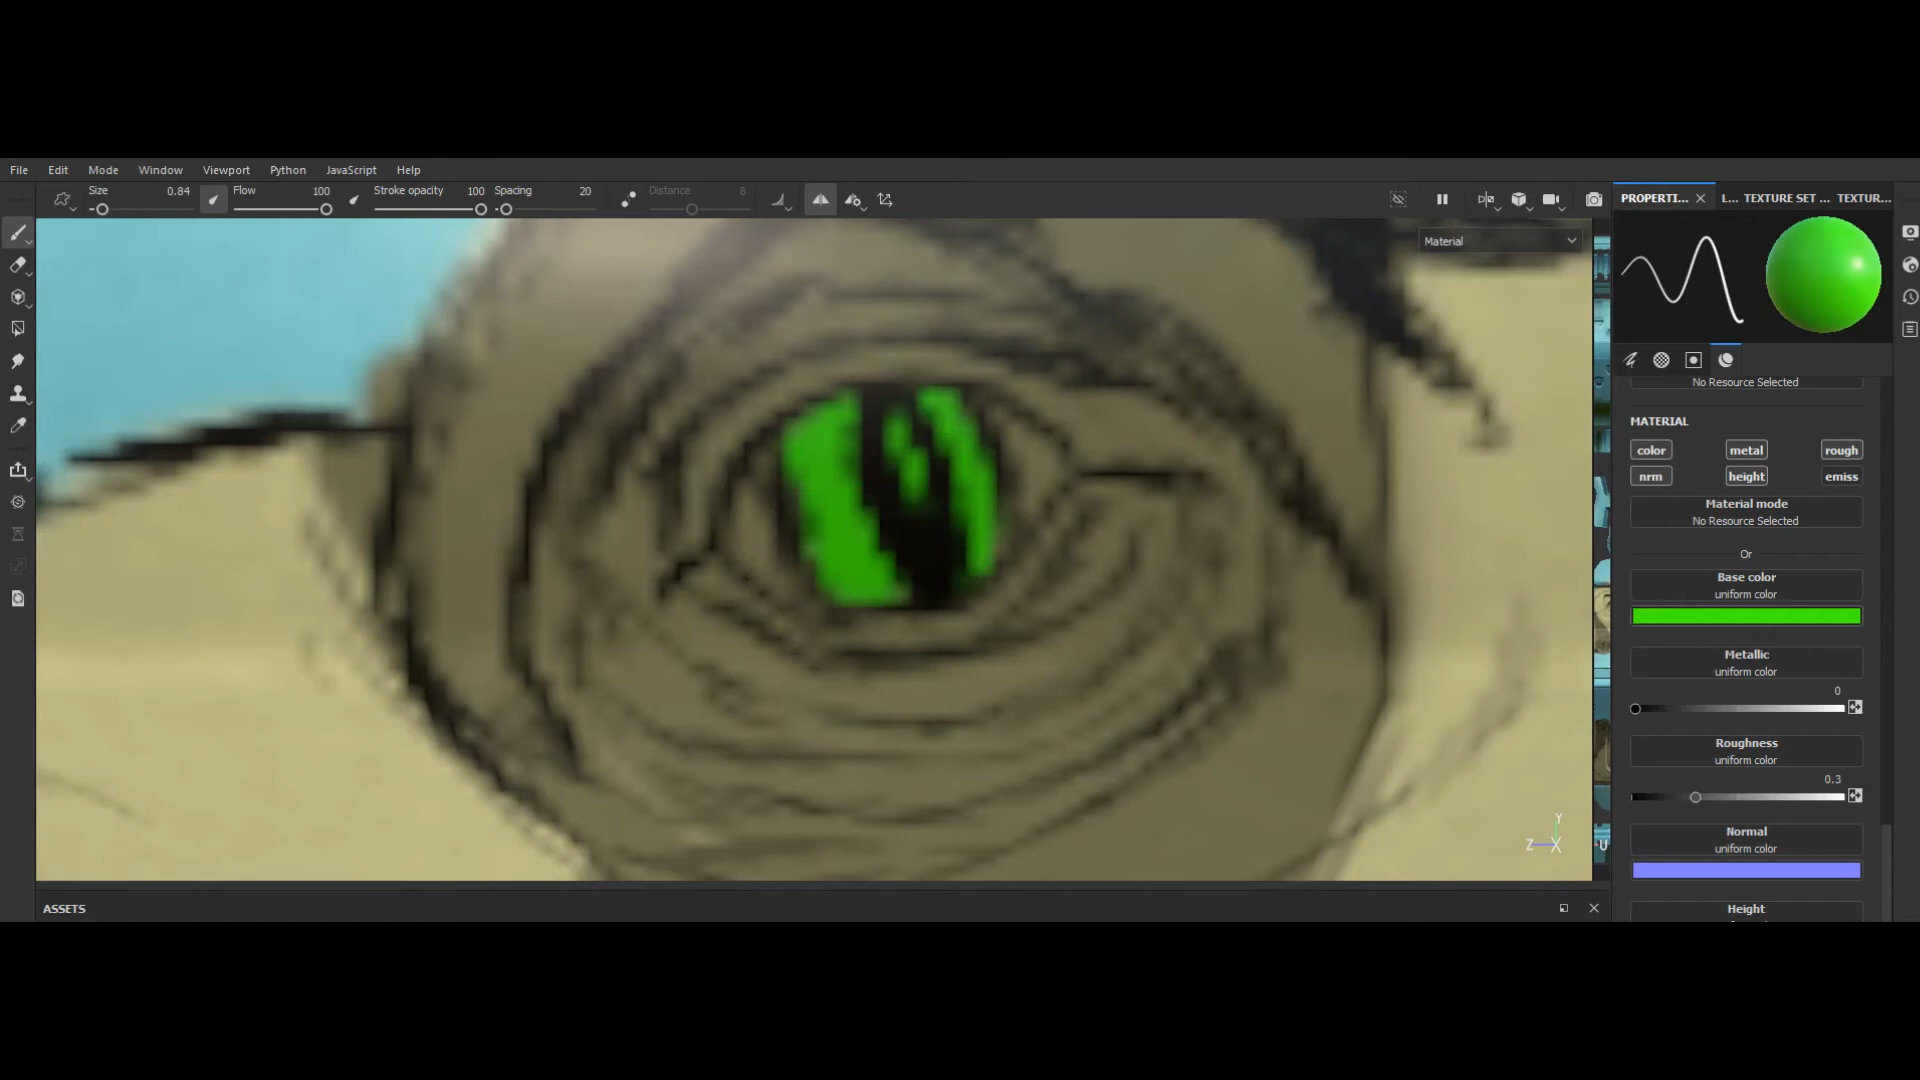 File Edit Mode Window Viewport Python JavaScript Help
Size 0.84 Flow 100 Stroke opacity 100 Spacing 20 Distance 8
PROPERTI... L... TEXTURE SET ... TEXTUR...
Material
No Resource Selected
MATERIAL
color metal rough
nrm height emiss
Material mode
No Resource Selected
Or
Base color
uniform color
Metallic
uniform color
0
Roughness
uniform color
0.3
Normal
uniform color
Height
Y
Z X
U
ASSETS